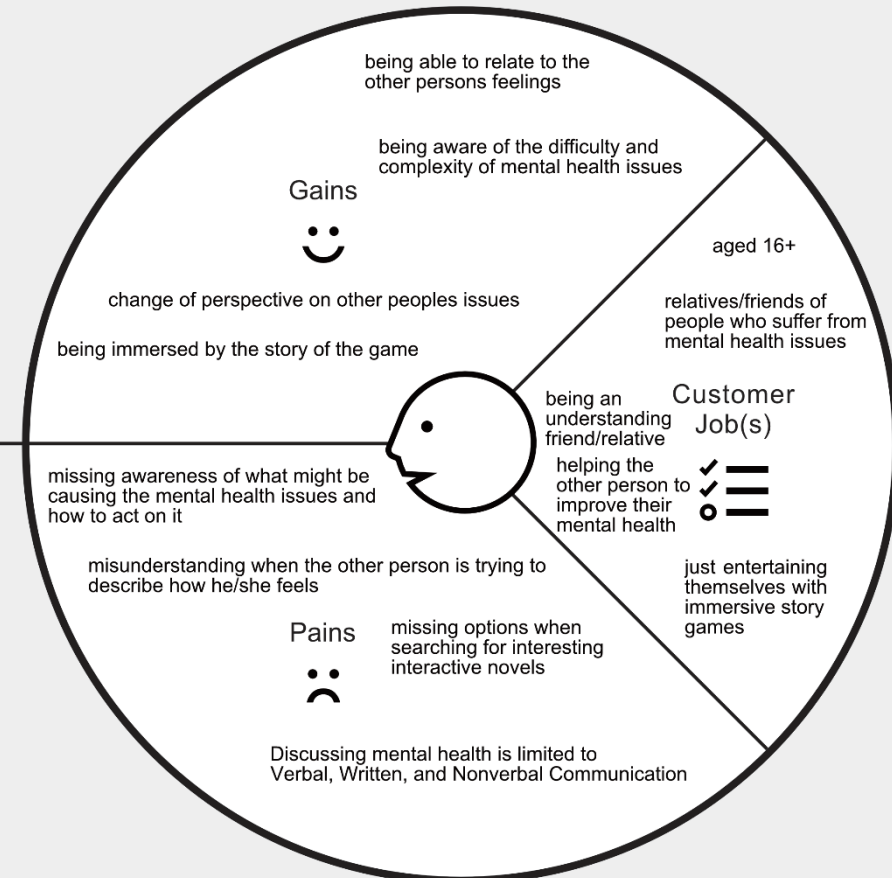 being able to relate to the
other persons feelings
being aware of the difficulty and
complexity of mental health issues
Gains
change of perspective on other peoples issues
being immersed by the story of the game
aged 16+
relatives/friends of
people who suffer from
mental health issues
Customer
Job(s)
being an
understanding
friend/relative
helping the
other person to
improve their
mental health
just entertaining
themselves with
immersive story
games
missing awareness of what might be
causing the mental health issues and
how to act on it
misunderstanding when the other person is trying to
describe how he/she feels
Pains
missing options when
searching for interesting
interactive novels
Discussing mental health is limited to
Verbal, Written, and Nonverbal Communication